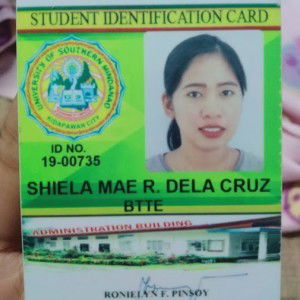 STUDENT IDENTIFICATION CARD
UNIVERSITY OF SOUTHERN MINDANAO
KIDAPAWAN CITY
ID NO.
19-00735
SHIELA MAE R. DELA CRUZ
BTTE
ADMINISTRATION BUILDING
RONIELYN F. PINSOY